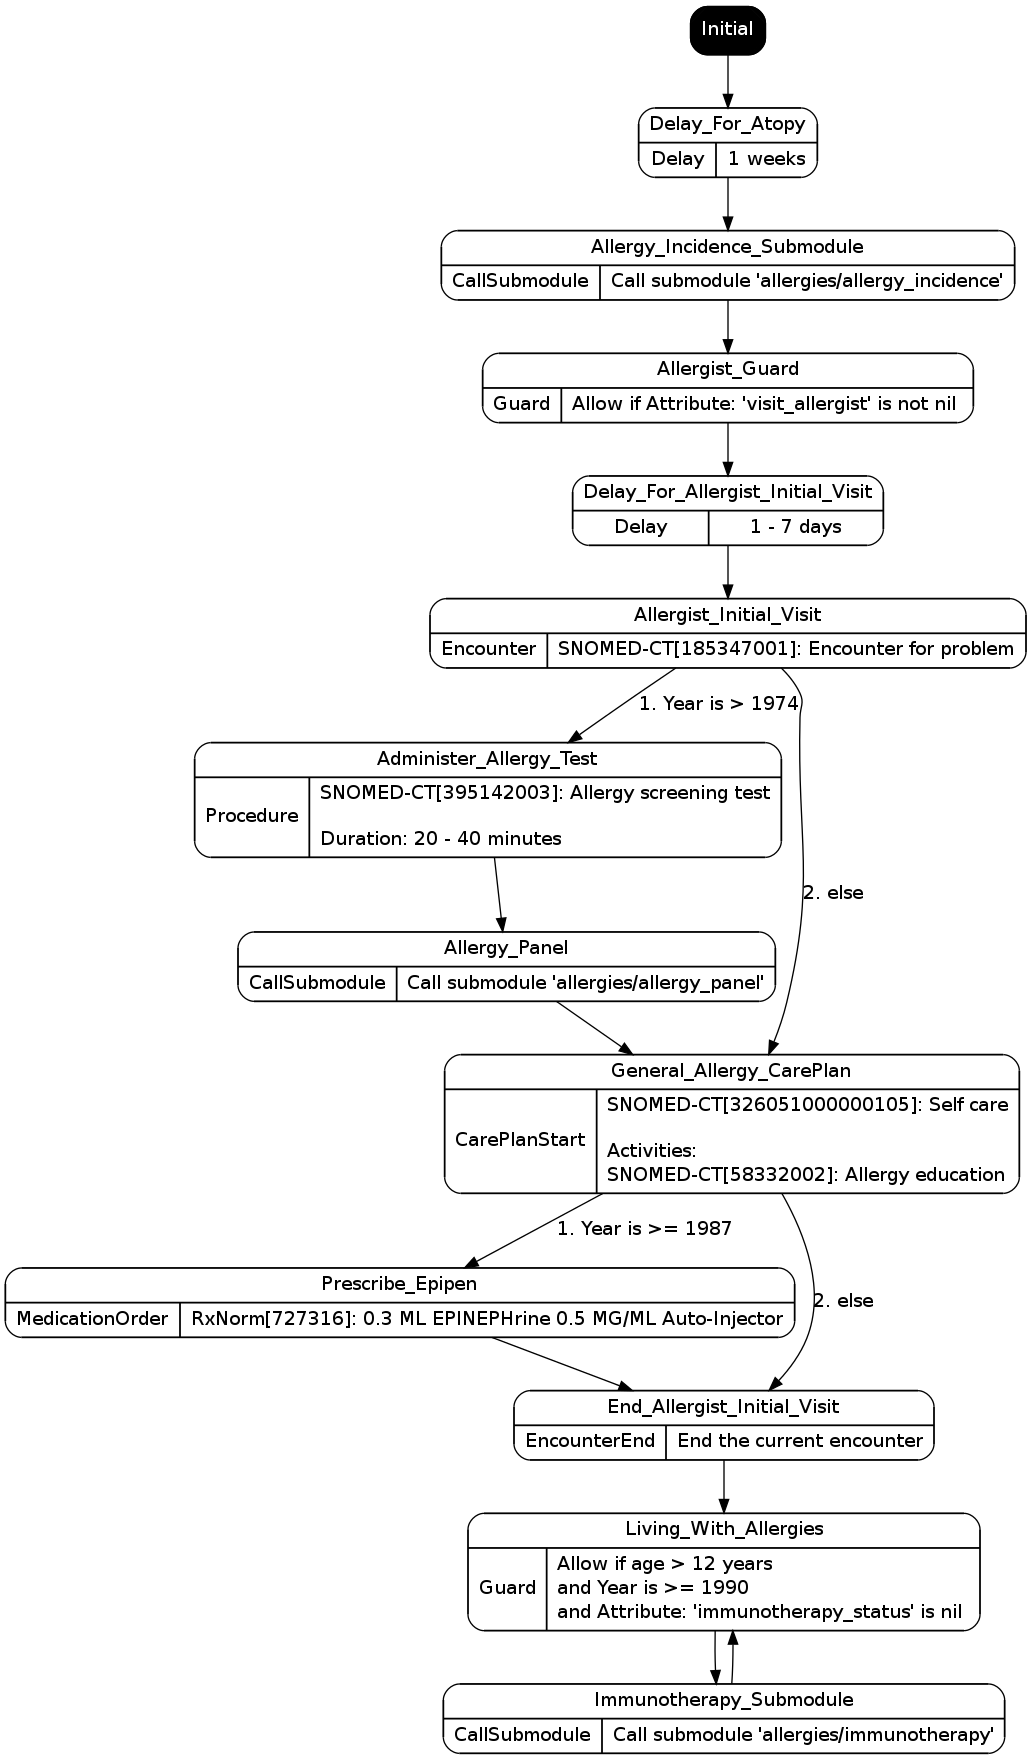 Initial
Delay_For_Atopy
Delay
1 weeks
Allergy_Incidence_Submodule
CallSubmodule
Call submodule 'allergies/allergy_incidence'
Allergist_Guard
Guard
Allow if Attribute: 'visit_allergist' is not nil
Delay_For_Allergist_Initial_Visit
Delay
1 - 7 days
Allergist_Initial_Visit
Encounter
SNOMED-CT[185347001]: Encounter for problem
1. Year is > 1974
Administer_Allergy_Test
Procedure
SNOMED-CT[395142003]: Allergy screening test
Duration: 20 - 40 minutes
2. else
Allergy_Panel
CallSubmodule
Call submodule 'allergies/allergy_panel'
General_Allergy_CarePlan
CarePlanStart
SNOMED-CT[326051000000105]: Self care
Activities:
SNOMED-CT[58332002]: Allergy education
1. Year is >= 1987
Prescribe_Epipen
MedicationOrder
RxNorm[727316]: 0.3 ML EPINEPHrine 0.5 MG/ML Auto-Injector
2. else
End_Allergist_Initial_Visit
EncounterEnd
End the current encounter
Living_With_Allergies
Guard
Allow if age > 12 years
and Year is >= 1990
and Attribute: 'immunotherapy_status' is nil
Immunotherapy_Submodule
CallSubmodule
Call submodule 'allergies/immunotherapy'